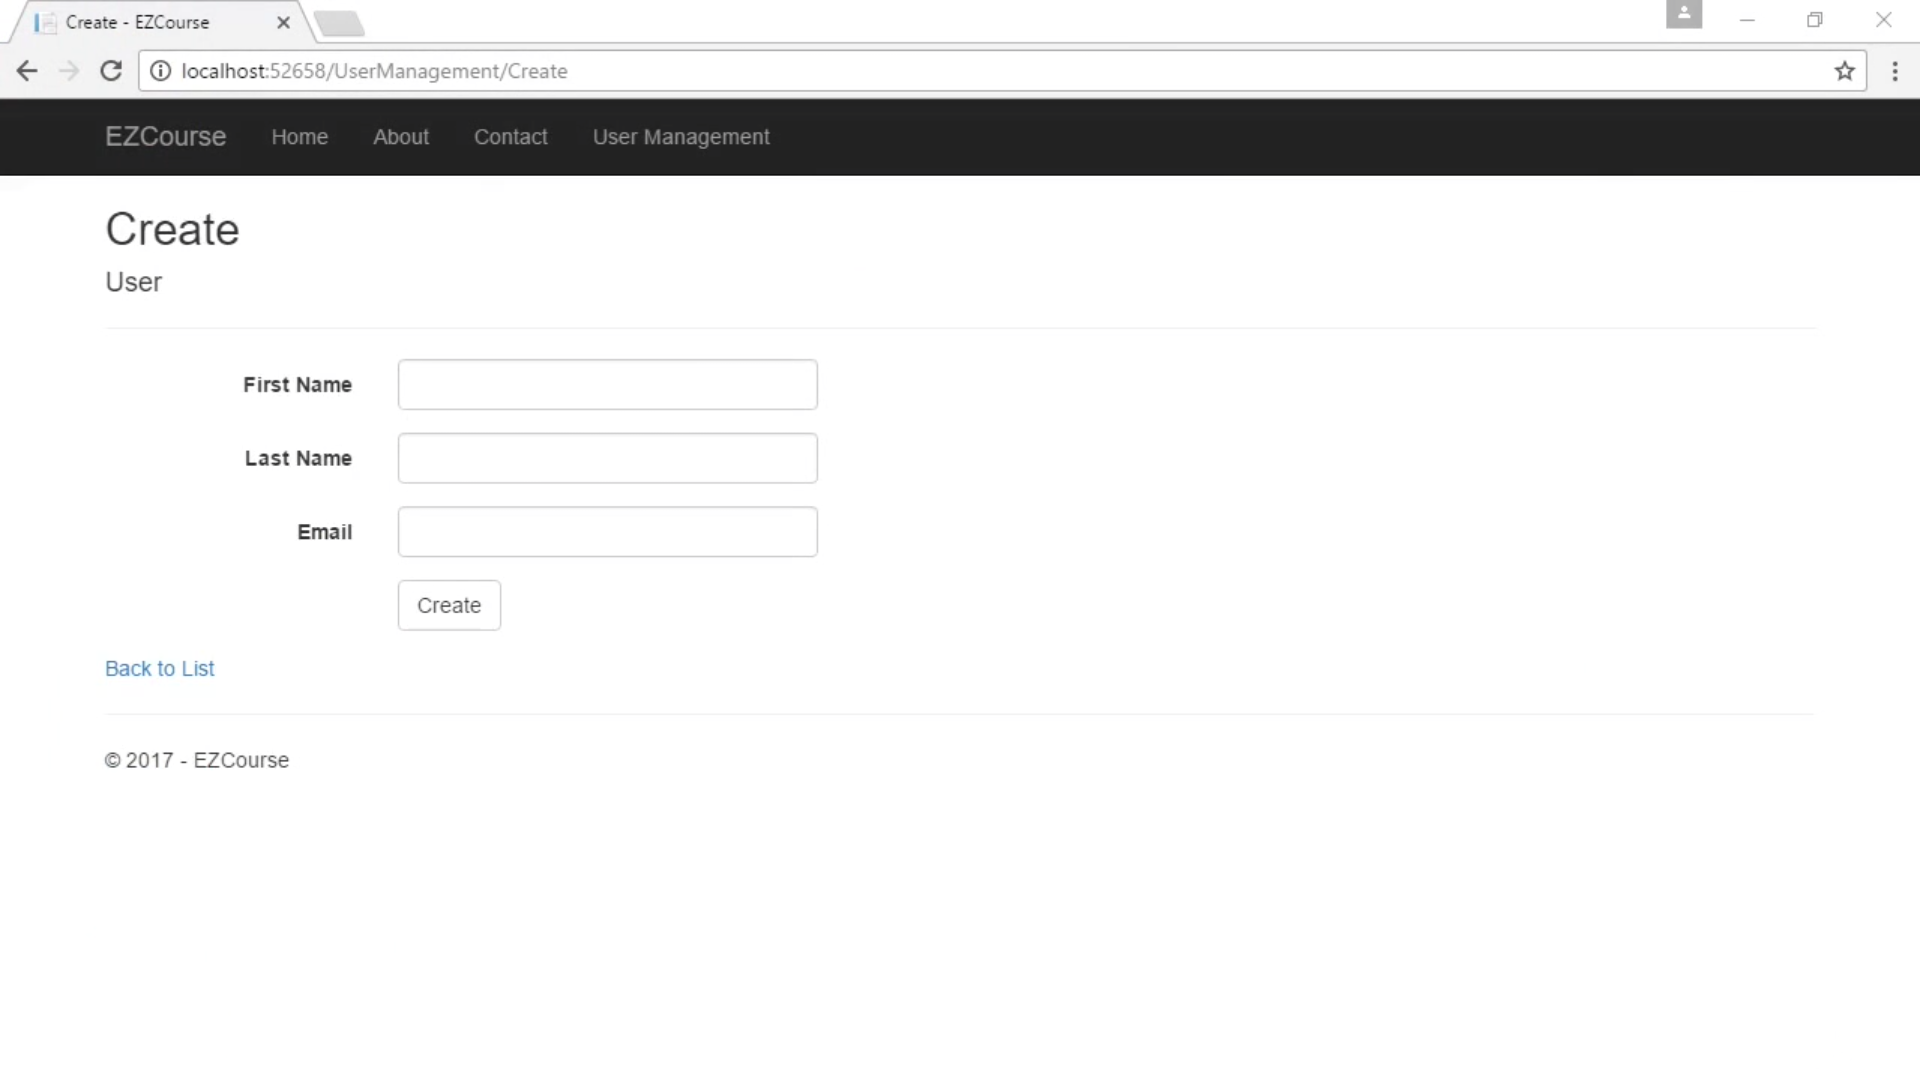 Create - EZCourse
localhost:52658/UserManagement/Create
EZCourse Home About Contact User Management
Create
User
First Name
Last Name
Email
Create
Back to List
© 2017 - EZCourse